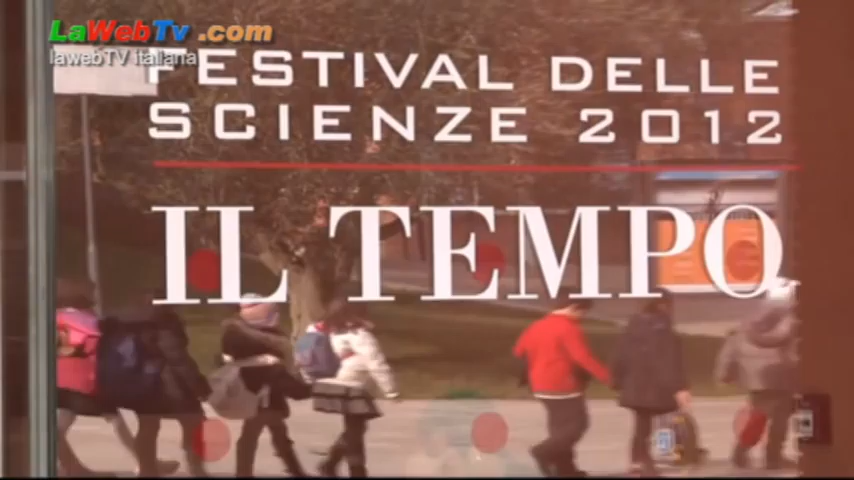 LaWebTv .com
lawebTV italiana
FESTIVAL DELLE
SCIENZE 2012
IL TEMPO